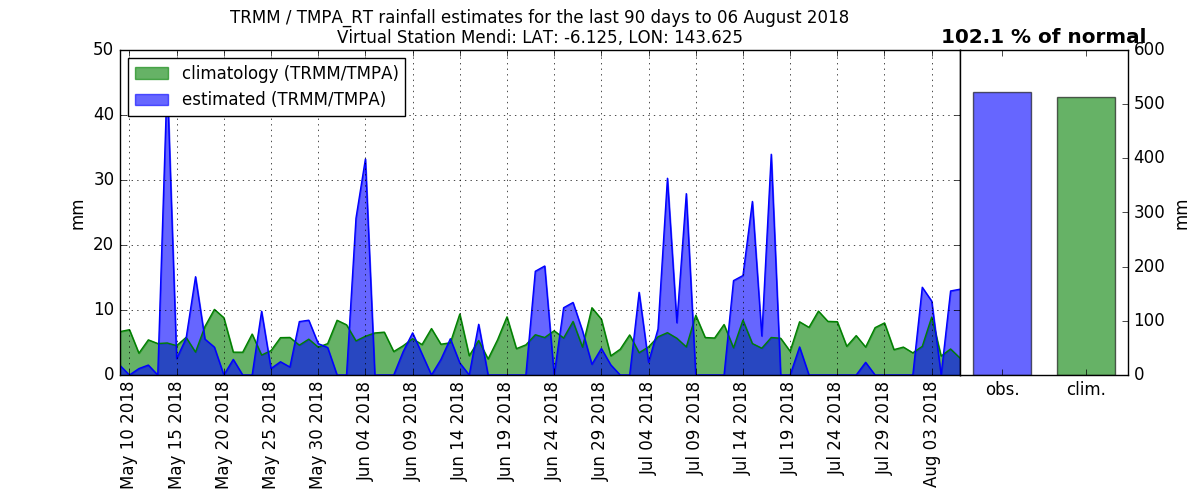 TRMM / TMPA_RT rainfall estimates for the last 90 days to 06 August 2018
Virtual Station Mendi: LAT: -6.125, LON: 143.625
102.1 % of normal
climatology (TRMM/TMPA)
estimated (TRMM/TMPA)
50
40
30
20
10
0
mm
May 10 2018
May 15 2018
May 20 2018
May 25 2018
May 30 2018
Jun 04 2018
Jun 09 2018
Jun 14 2018
Jun 19 2018
Jun 24 2018
Jun 29 2018
Jul 04 2018
Jul 09 2018
Jul 14 2018
Jul 19 2018
Jul 24 2018
Jul 29 2018
Aug 03 2018
obs.
clim.
600
500
400
300
200
100
0
mm